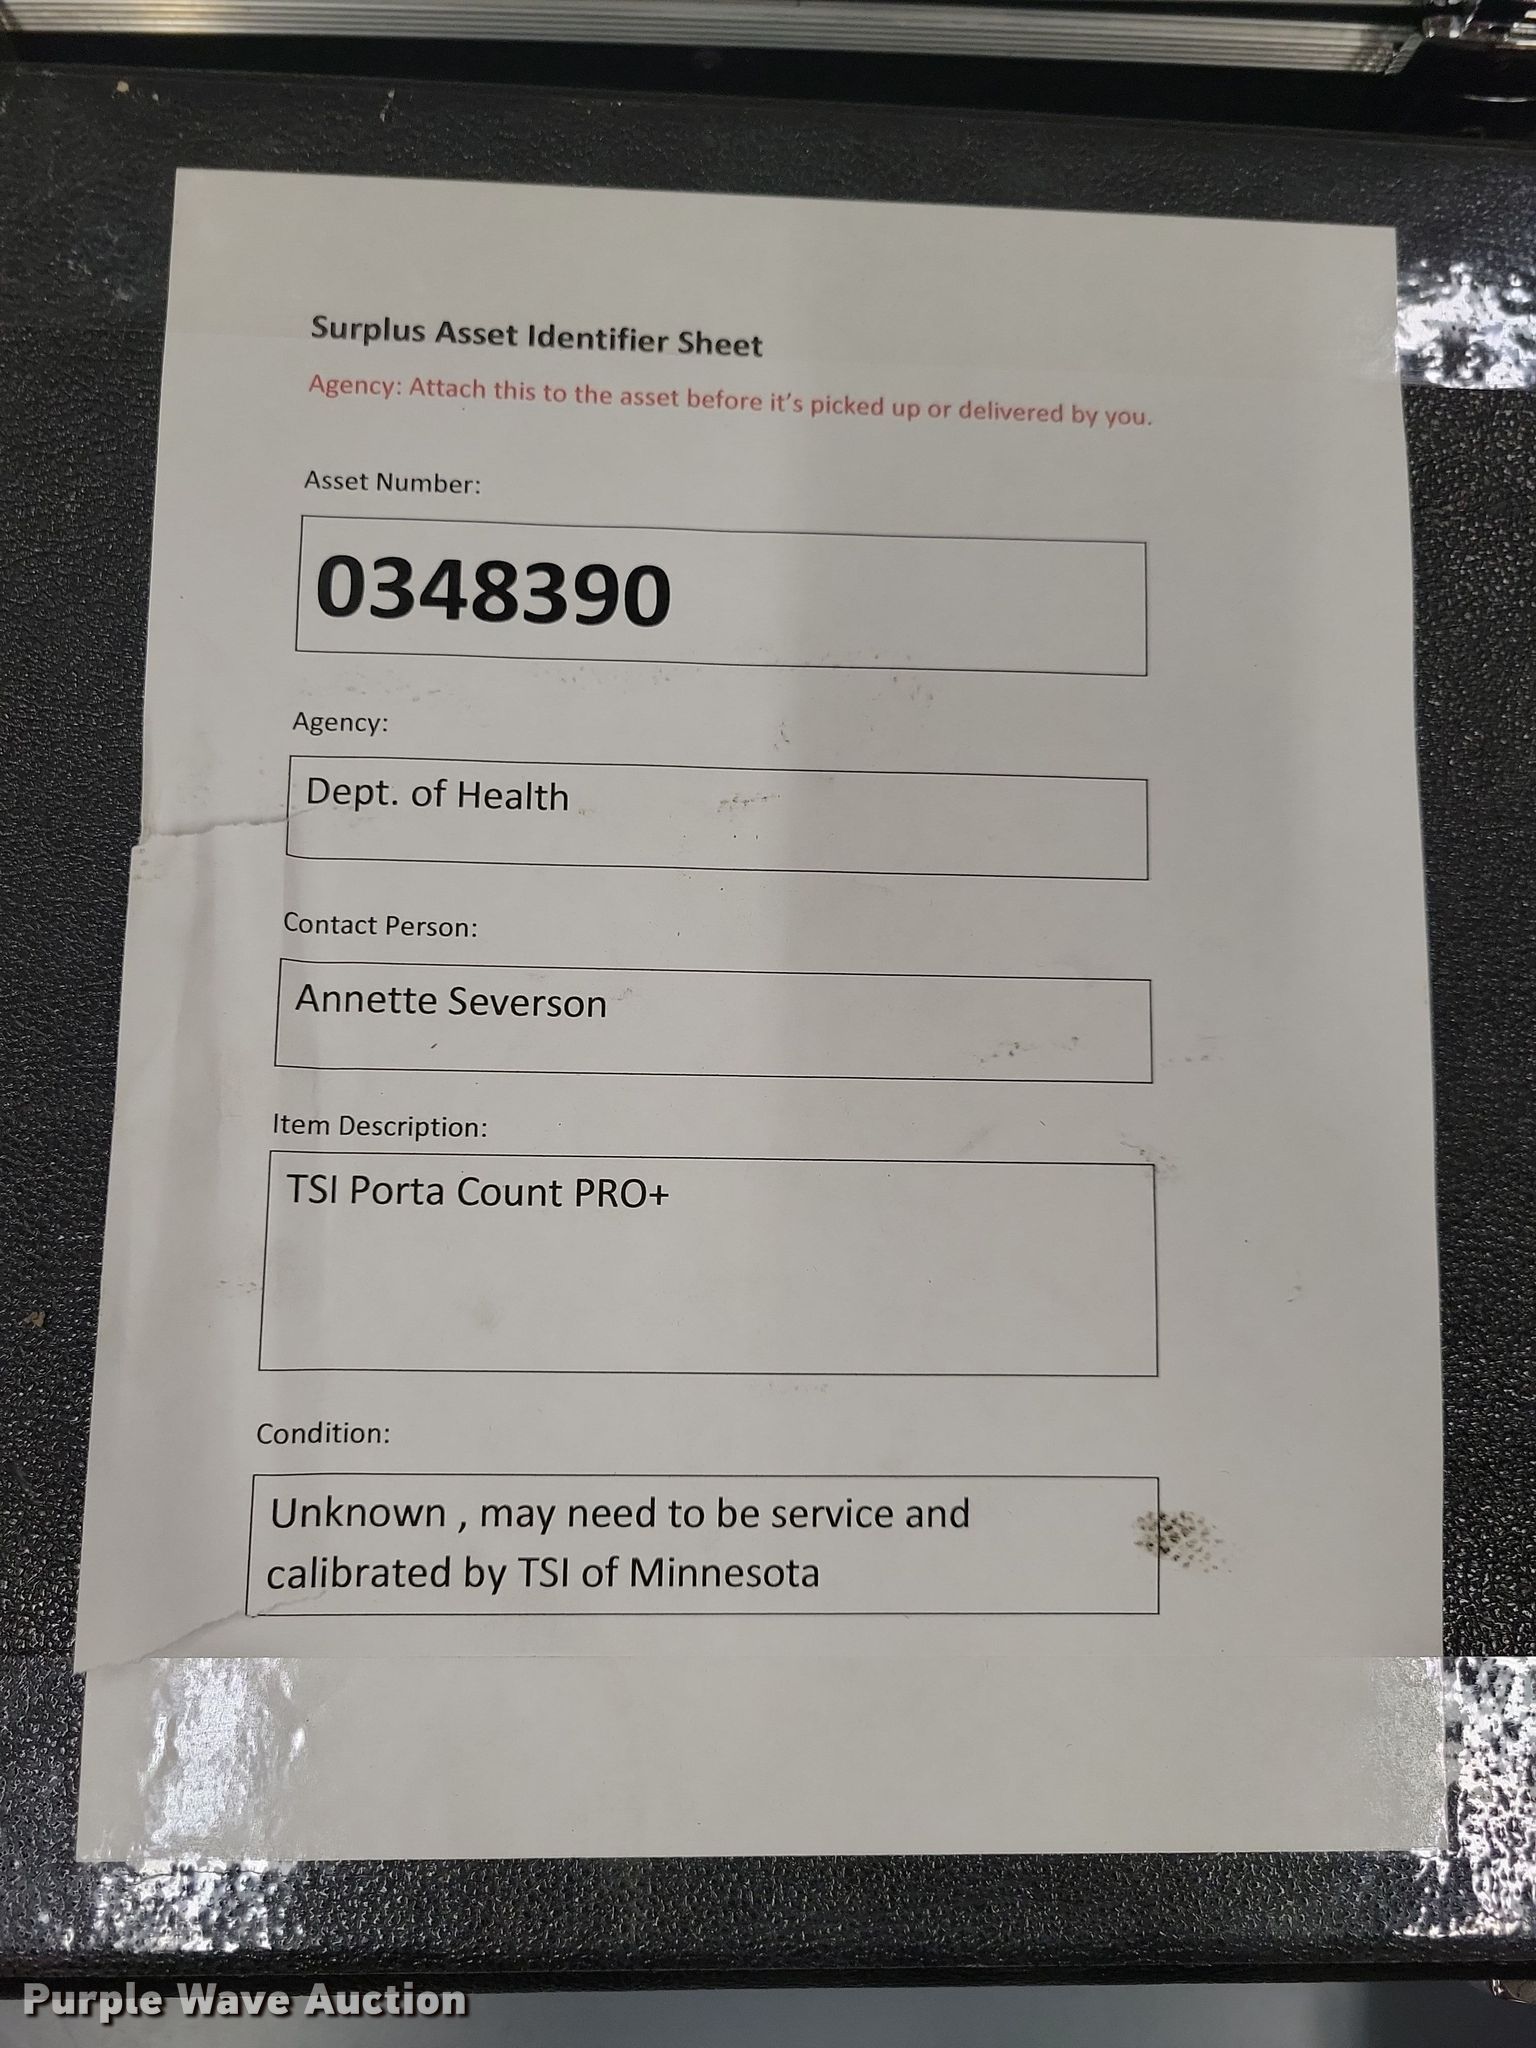 Surplus Asset Identifier Sheet
Agency: Attach this to the asset before it's picked up or delivered by you.
Asset Number:
0348390
Agency:
Dept. of Health
Contact Person:
Annette Severson
Item Description:
TSI Porta Count PRO+
Condition:
Unknown , may need to be service and
calibrated by TSI of Minnesota
Purple Wave Auction